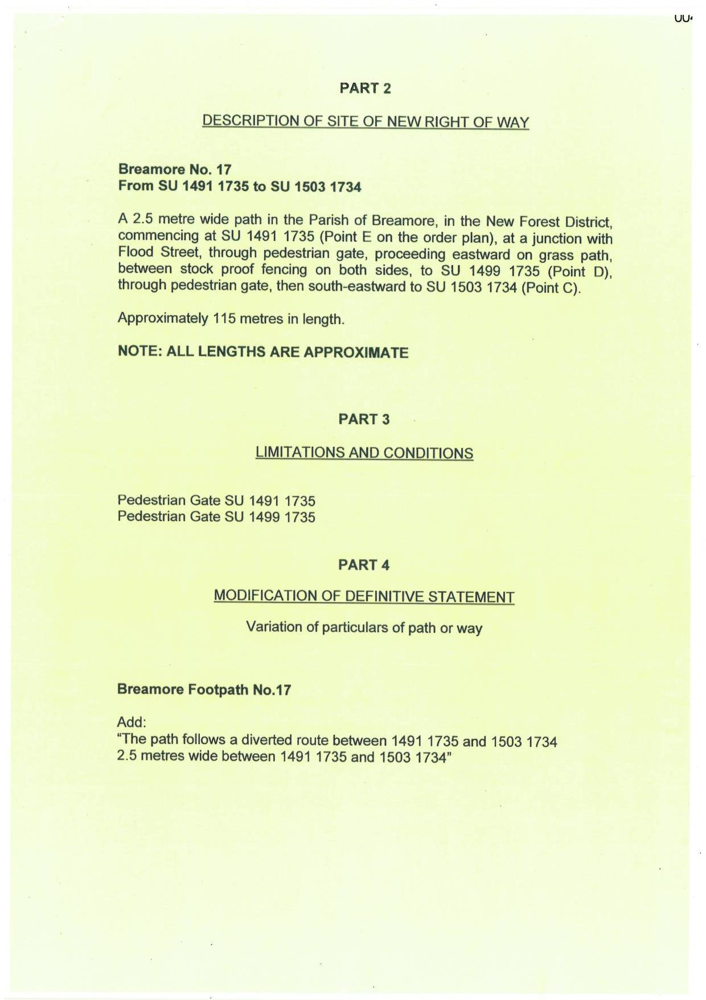 PART 2
DESCRIPTION OF SITE OF NEW RIGHT OF WAY
Breamore No. 17
From SU 1491 1735 to SU 1503 1734
A 2.5 metre wide path in the Parish of Breamore, in the New Forest District,
commencing at SU 1491 1735 (Point E on the order plan), at a junction with
Flood Street, through pedestrian gate, proceeding eastward on grass path,
between stock proof fencing on both sides, to SU 1499 1735 (Point D),
through pedestrian gate, then south-eastward to SU 1503 1734 (Point C).
Approximately 115 metres in length.
NOTE: ALL LENGTHS ARE APPROXIMATE
PART 3
LIMITATIONS AND CONDITIONS
Pedestrian Gate SU 1491 1735
Pedestrian Gate SU 1499 1735
PART 4
MODIFICATION OF DEFINITIVE STATEMENT
Variation of particulars of path or way
Breamore Footpath No.17
Add:
“The path follows a diverted route between 1491 1735 and 1503 1734
2.5 metres wide between 1491 1735 and 1503 1734”